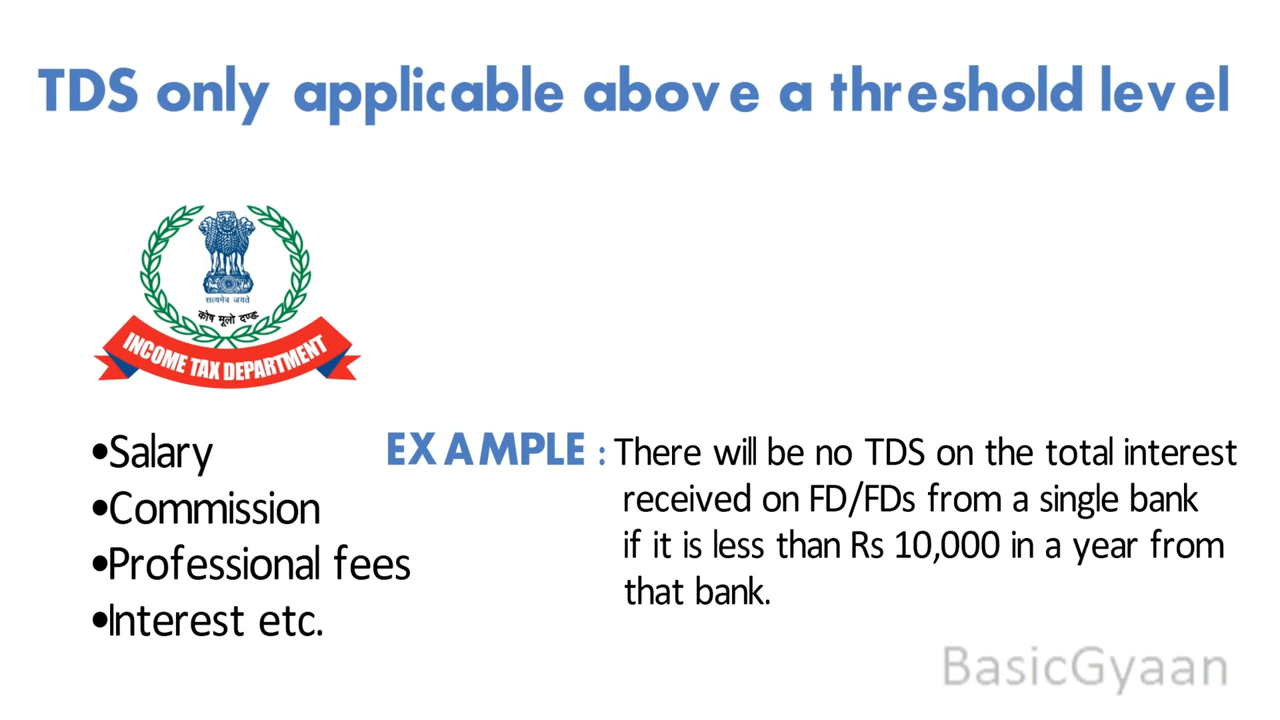 TDS only applicable above a threshold level
सत्यमेव जयते
कोष मूलो दण्डः
INCOME TAX DEPARTMENT
•Salary
•Commission
•Professional fees
•Interest etc.
EXAMPLE : There will be no TDS on the total interest
received on FD/FDs from a single bank
if it is less than Rs 10,000 in a year from
that bank.
BasicGyaan